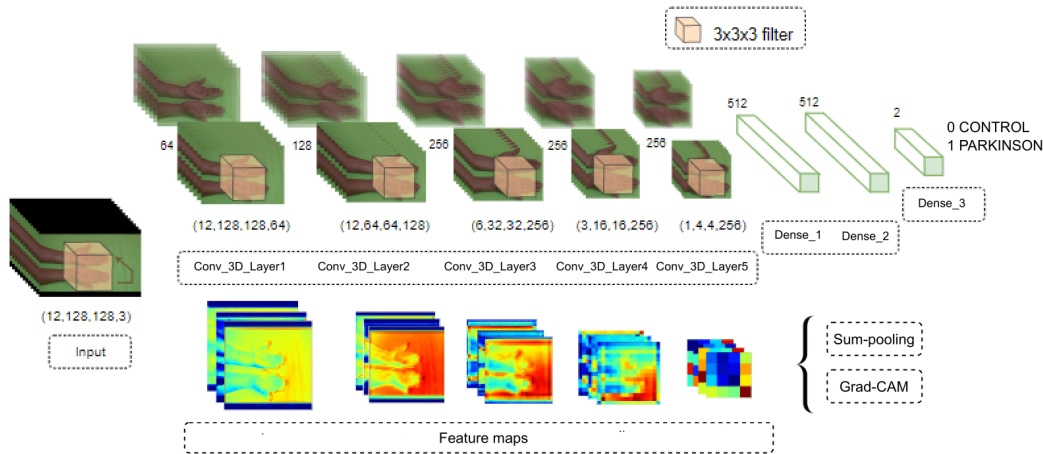 3x3x3 filter
64
128
256
256
256
512
512
2
0 CONTROL
1 PARKINSON
(12,128,128,64)
(12,64,64,128)
(6,32,32,256)
(3,16,16,256)
(1,4,4,256)
Dense_1
Dense_2
Dense_3
Conv_3D_Layer1
Conv_3D_Layer2
Conv_3D_Layer3
Conv_3D_Layer4
Conv_3D_Layer5
(12,128,128,3)
Input
Sum-pooling
Grad-CAM
Feature maps